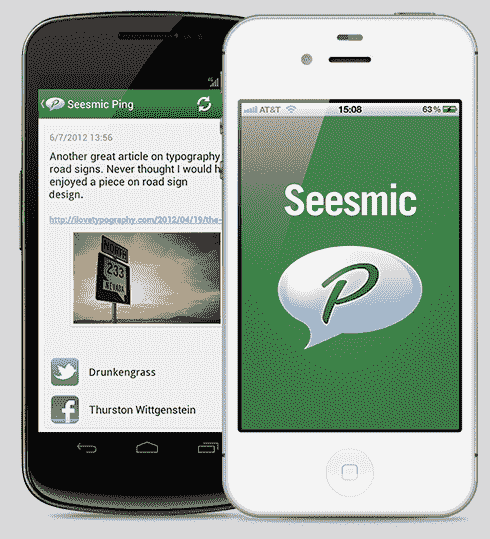 Seesmic Ping
6/7/2012 13:56
Another great article on typography
road signs. Never thought I would h
enjoyed a piece on road sign
design.
http://ilovetypography.com/2012/04/19/the-
NORTH
233
NEVADA
Drunkengrass
Thurston Wittgenstein
AT&T
15:08
63%
Seesmic
P